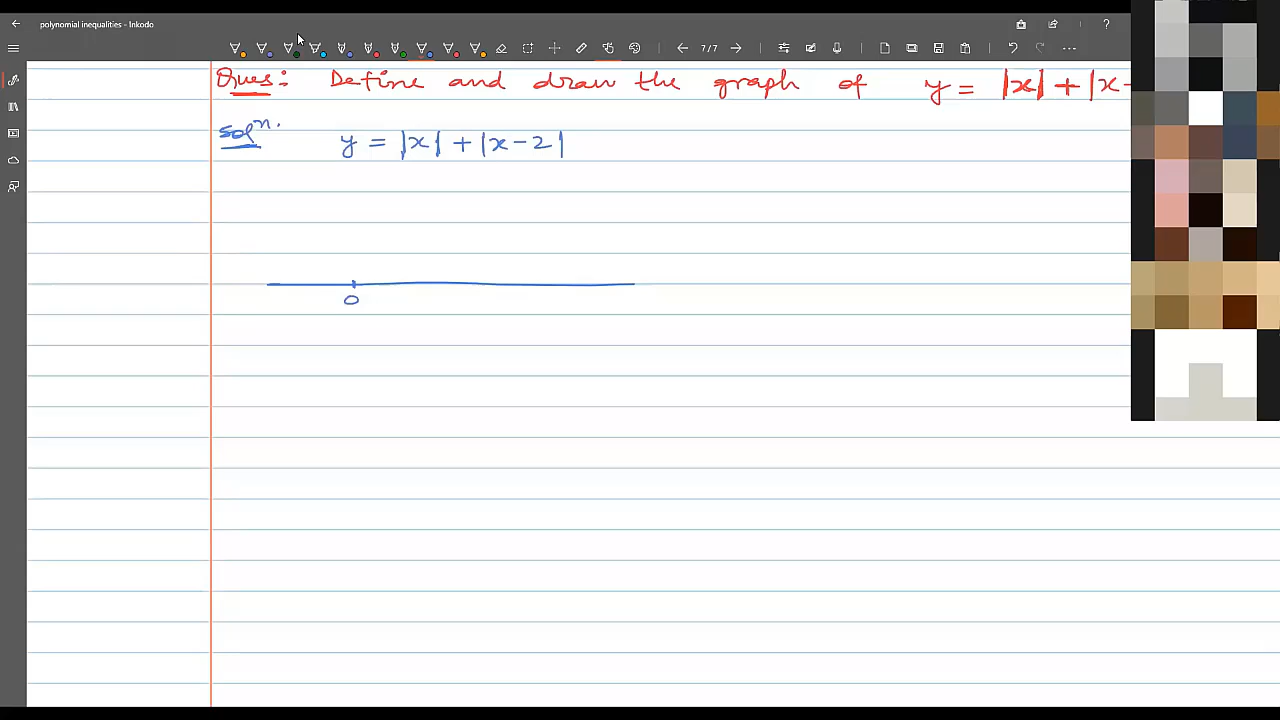 polynomial inequalities - Inkodo
7/7
Ques: Define and draw the graph of y = |x| + |x-
Solⁿ. y = |x| + |x-2|
0